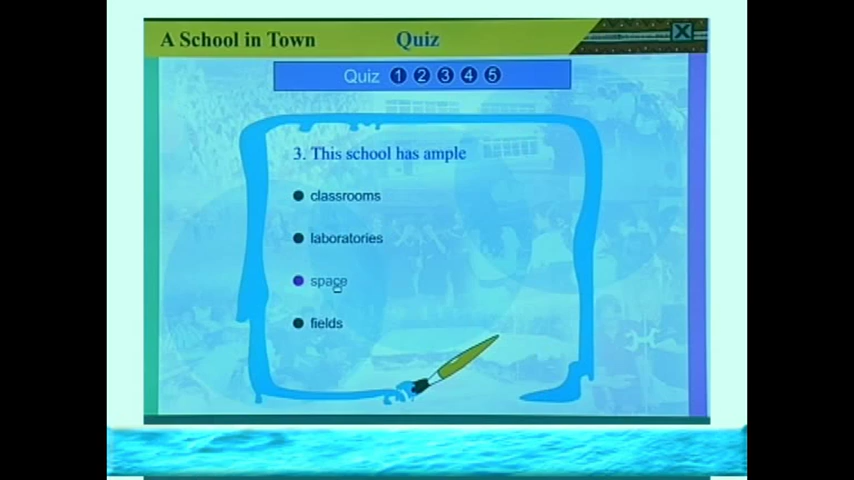 A School in Town
Quiz
Quiz 1 2 3 4 5
3. This school has ample
classrooms
laboratories
space
fields